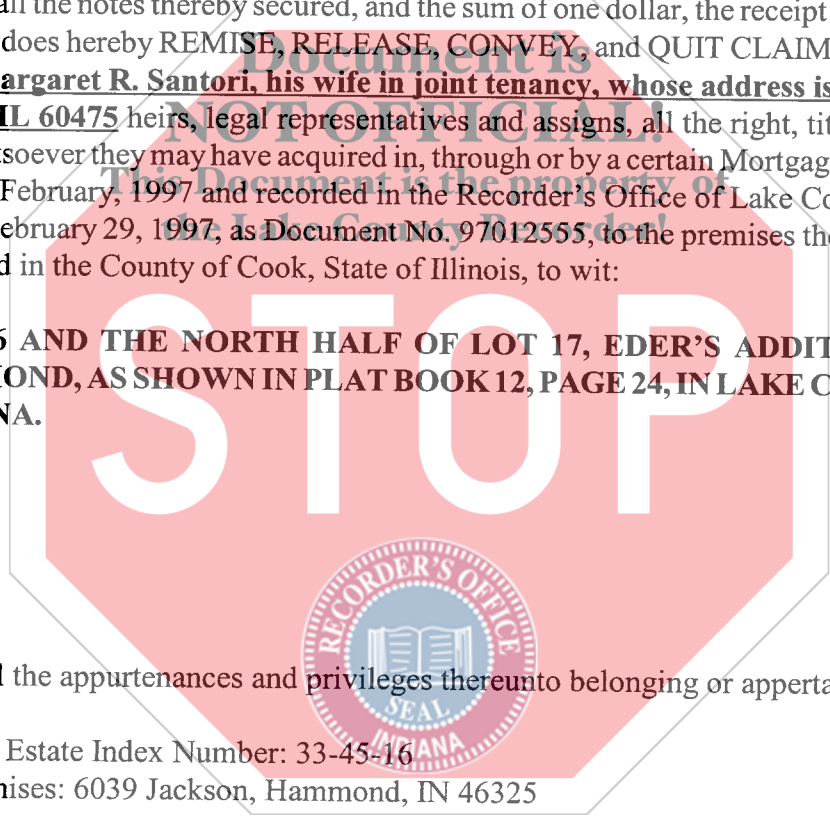 all the notes thereby secured, and the sum of one dollar, the receipt
does hereby REMISE, RELEASE, CONVEY, and QUIT CLAIM
argaret R. Santori, his wife in joint tenancy, whose address is
IL 60475 heirs, legal representatives and assigns, all the right, tit
soever they may have acquired in, through or by a certain Mortgag
February, 1997 and recorded in the Recorder's Office of Lake Co
ebruary 29, 1997, as Document No. 97012555, to the premises the
d in the County of Cook, State of Illinois, to wit:
6 AND THE NORTH HALF OF LOT 17, EDER'S ADDIT
OND, AS SHOWN IN PLAT BOOK 12, PAGE 24, IN LAKE C
NA.
the appurtenances and privileges thereunto belonging or apperta
Estate Index Number: 33-45-16
nises: 6039 Jackson, Hammond, IN 46325
Document is
NOT OFFICIAL!
This Document is the property of
the Lake County Recorder!
STOP
RECORDER'S OFFICE
SEAL
INDIANA